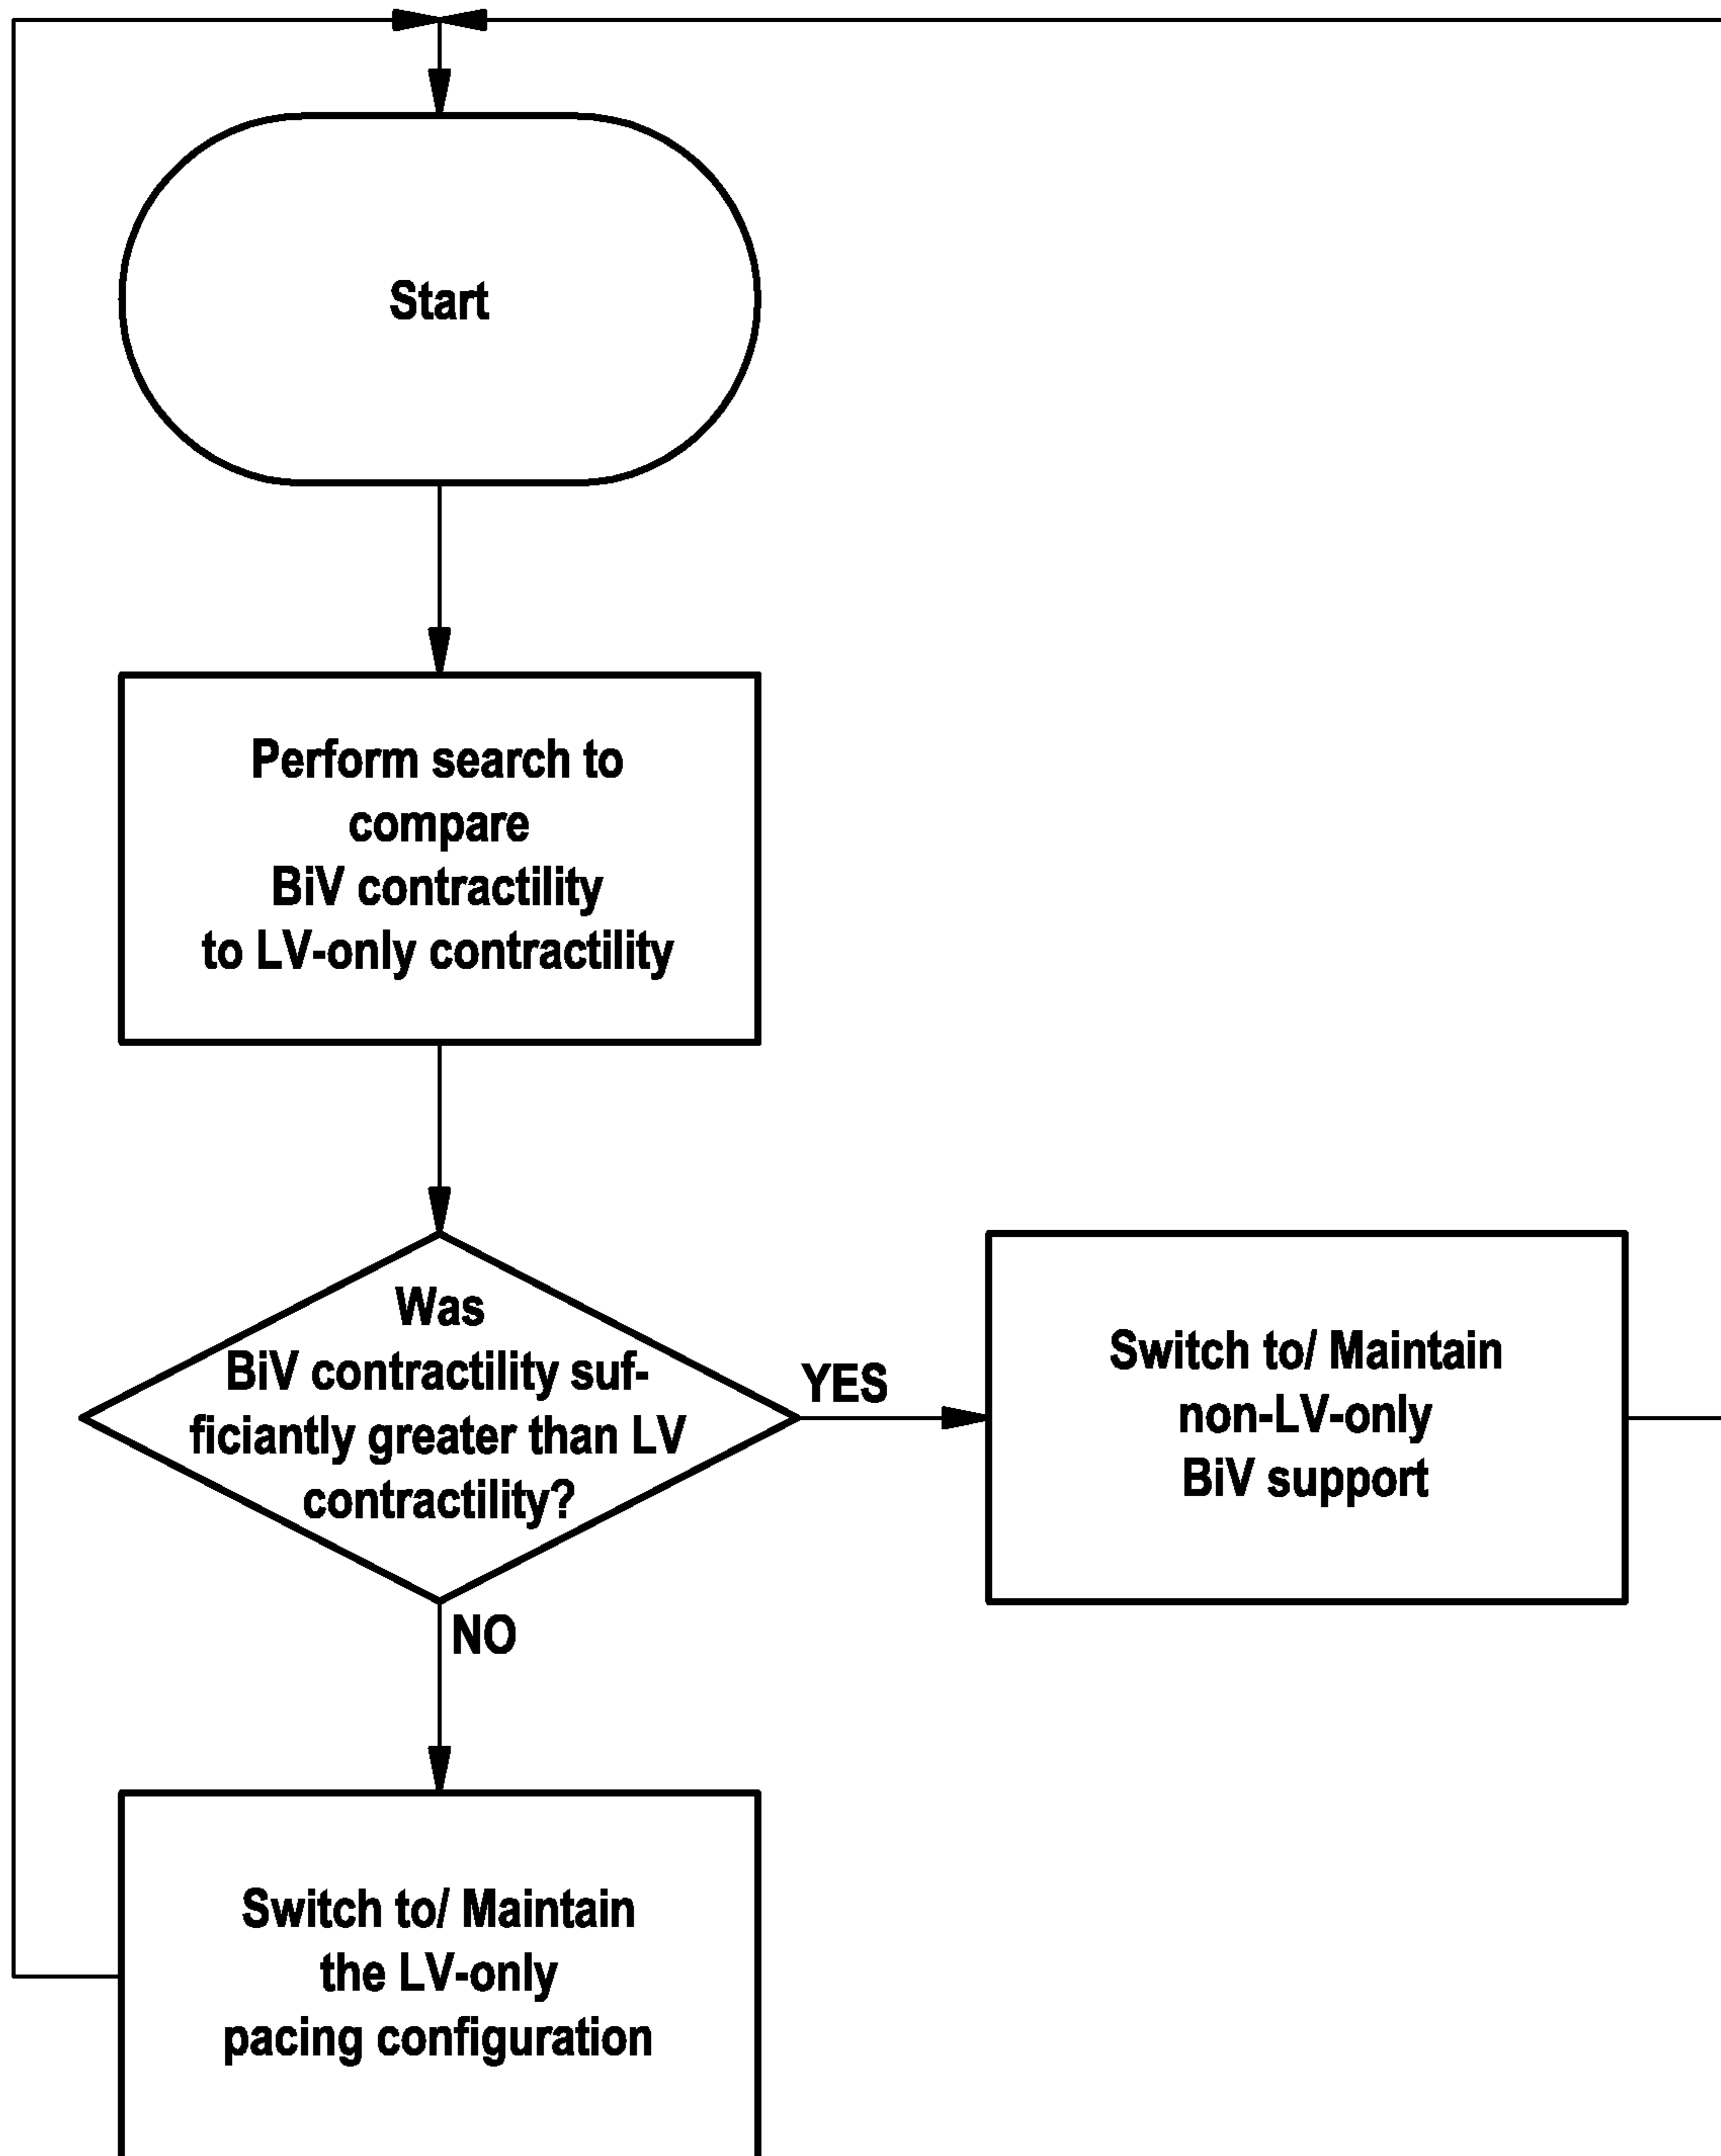 Start
Perform search to
compare
BiV contractility
to LV-only contractility
Was
BiV contractility suf-
ficiantly greater than LV
contractility?
YES
Switch to/ Maintain
non-LV-only
BiV support
NO
Switch to/ Maintain
the LV-only
pacing configuration